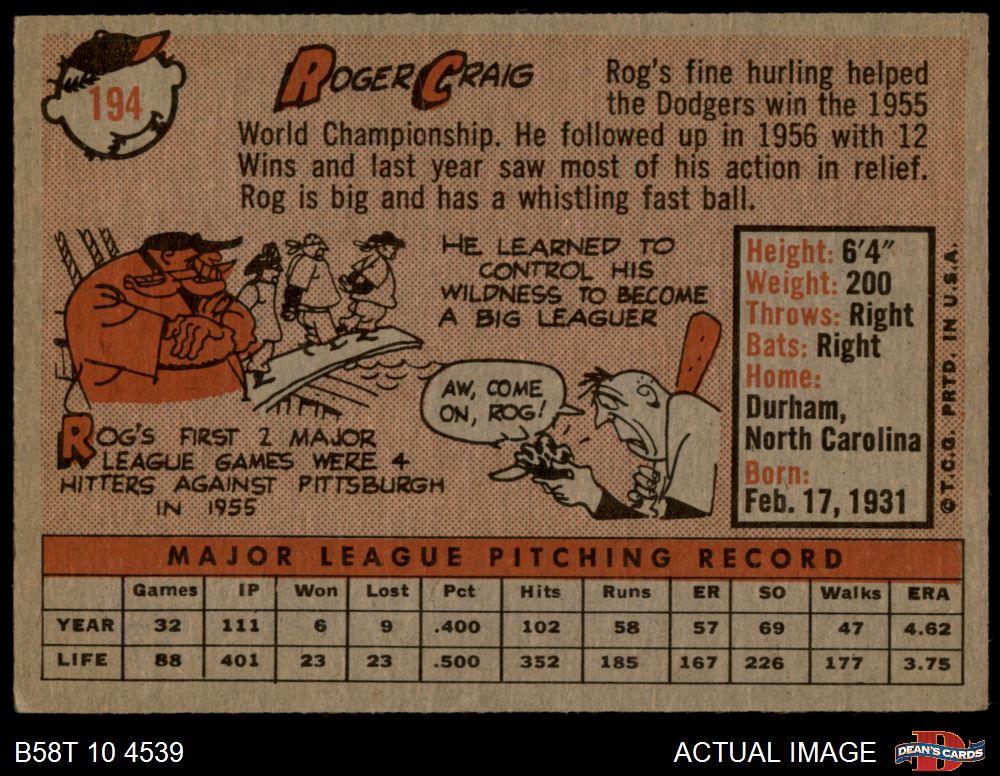 194
ROGER CRAIG
Rog's fine hurling helped
the Dodgers win the 1955
World Championship. He followed up in 1956 with 12
Wins and last year saw most of his action in relief.
Rog is big and has a whistling fast ball.
HE LEARNED TO
CONTROL HIS
WILDNESS TO BECOME
A BIG LEAGUER
AW, COME
ON, ROG!
ROG'S FIRST 2 MAJOR
LEAGUE GAMES WERE 4
HITTERS AGAINST PITTSBURGH
IN 1955
Height: 6'4"
Weight: 200
Throws: Right
Bats: Right
Home:
Durham,
North Carolina
Born:
Feb. 17, 1931
© T.C.G. PRTD. IN U.S.A.
MAJOR LEAGUE PITCHING RECORD
Games IP Won Lost Pct Hits Runs ER SO Walks ERA
YEAR 32 111 6 9 .400 102 58 57 69 47 4.62
LIFE 88 401 23 23 .500 352 185 167 226 177 3.75
B58T 10 4539
ACTUAL IMAGE
DEAN'S CARDS